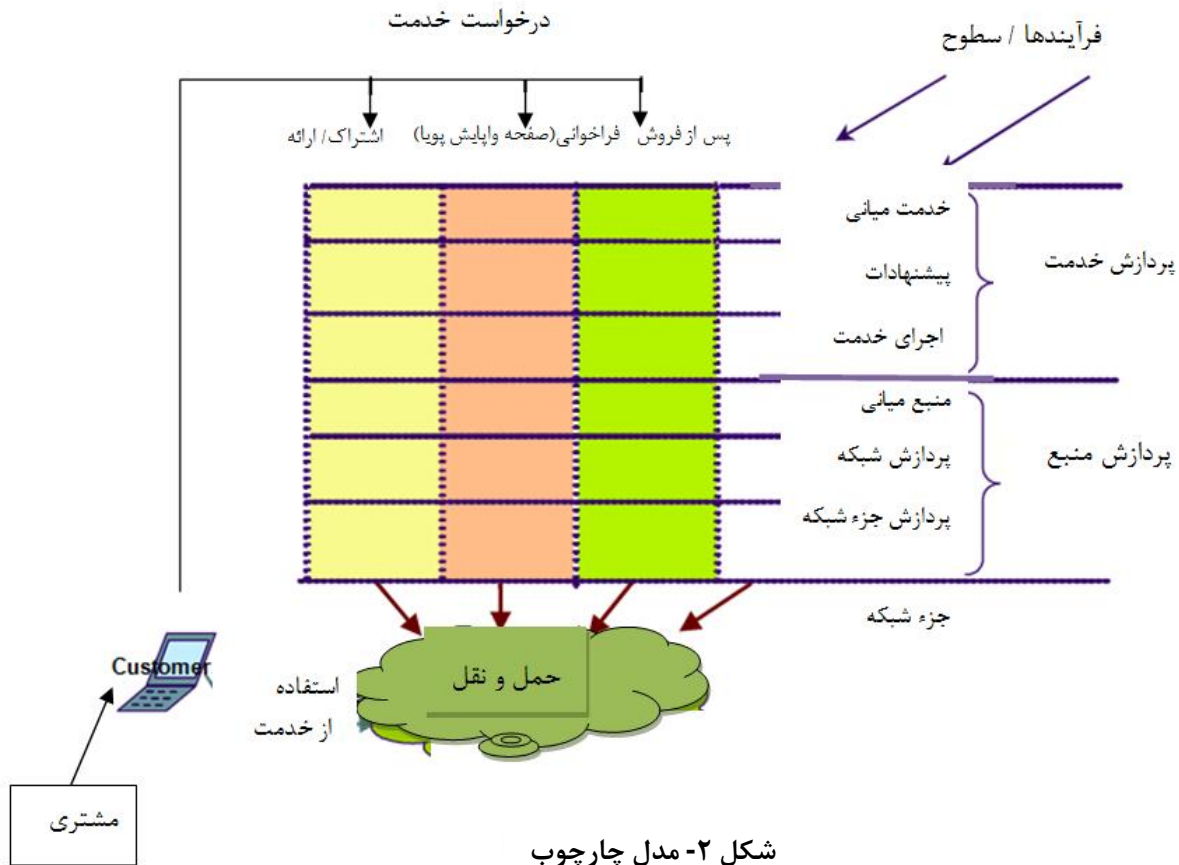 درخواست خدمت
فرآیندها / سطوح
پس از فروش
فراخوانی(صفحه واپایش پویا)
اشتراک/ ارائه
خدمت میانی
پیشنهادات
اجرای خدمت
پردازش خدمت
منبع میانی
پردازش شبکه
پردازش جزء شبکه
پردازش منبع
جزء شبکه
حمل و نقل
استفاده
از خدمت
Customer
مشتری
شکل ۲- مدل چارچوب